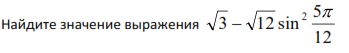 Найдите значение выражения √3 – √12 sin² 5π/12